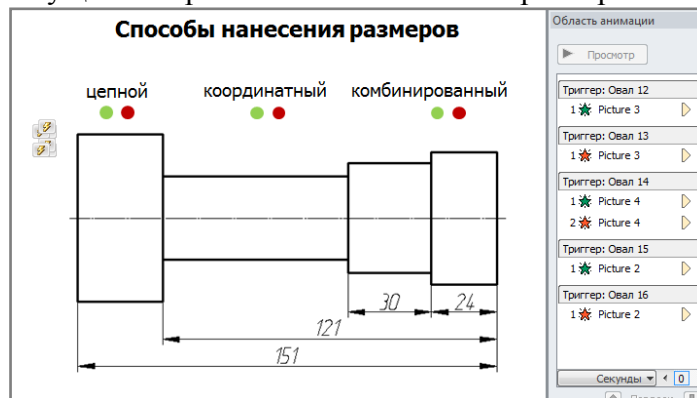 Способы нанесения размеров
цепной координатный комбинированный
30 24
121
151
Область анимации
Просмотр
Триггер: Овал 12
1 Picture 3
Триггер: Овал 13
1 Picture 3
Триггер: Овал 14
1 Picture 4
2 Picture 4
Триггер: Овал 15
1 Picture 2
Триггер: Овал 16
1 Picture 2
Секунды 0